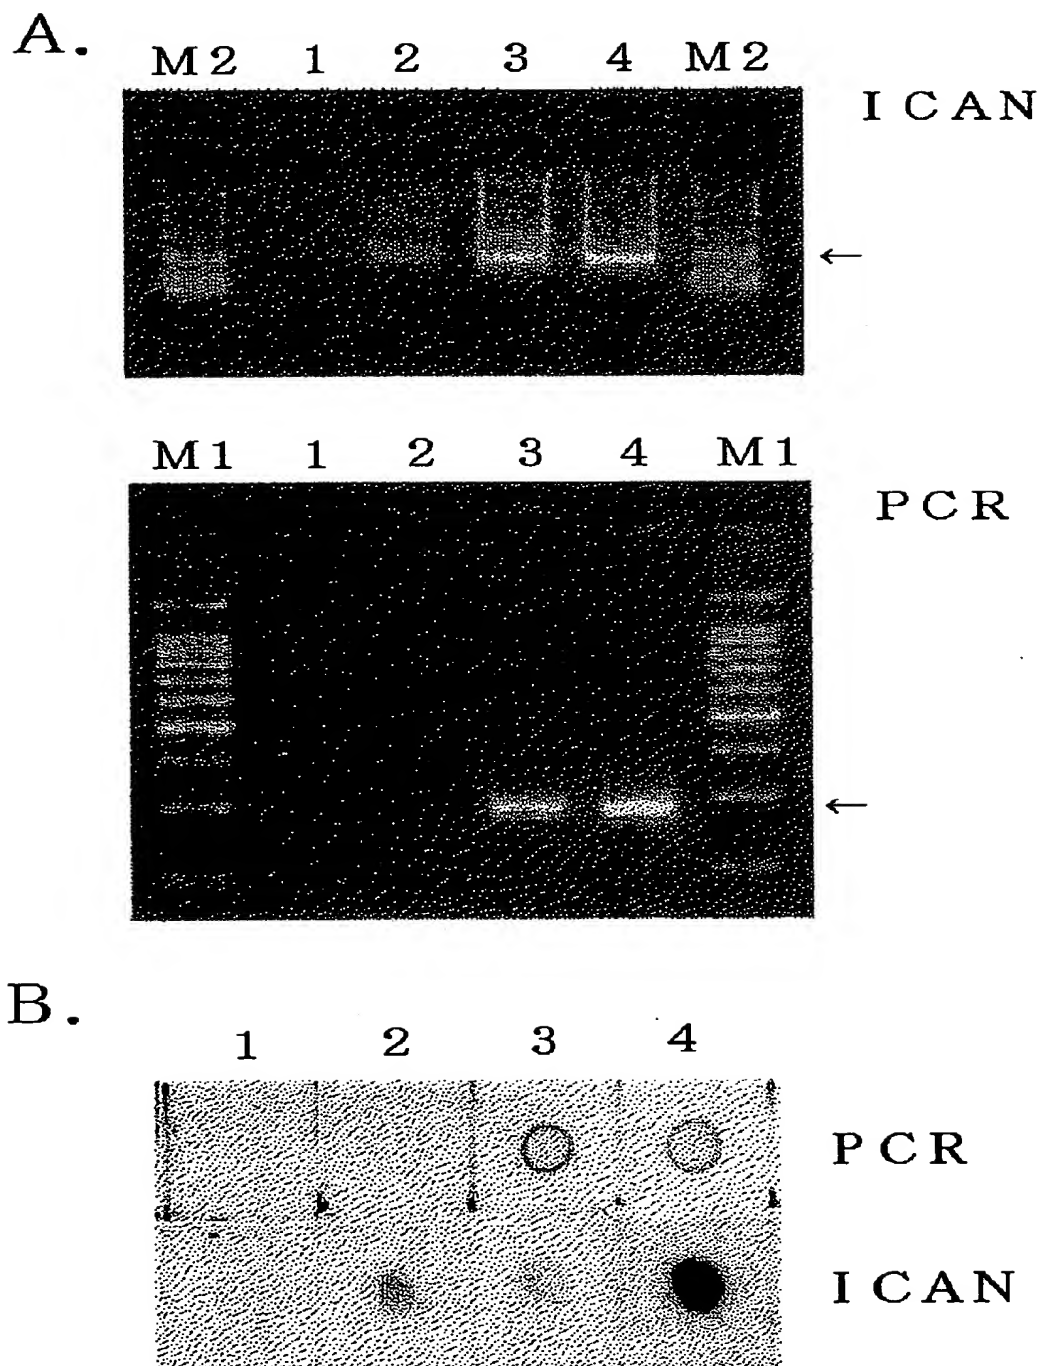 A.
M2 1 2 3 4 M2
ICAN
←
M1 1 2 3 4 M1
PCR
←
B.
1 2 3 4
PCR
ICAN